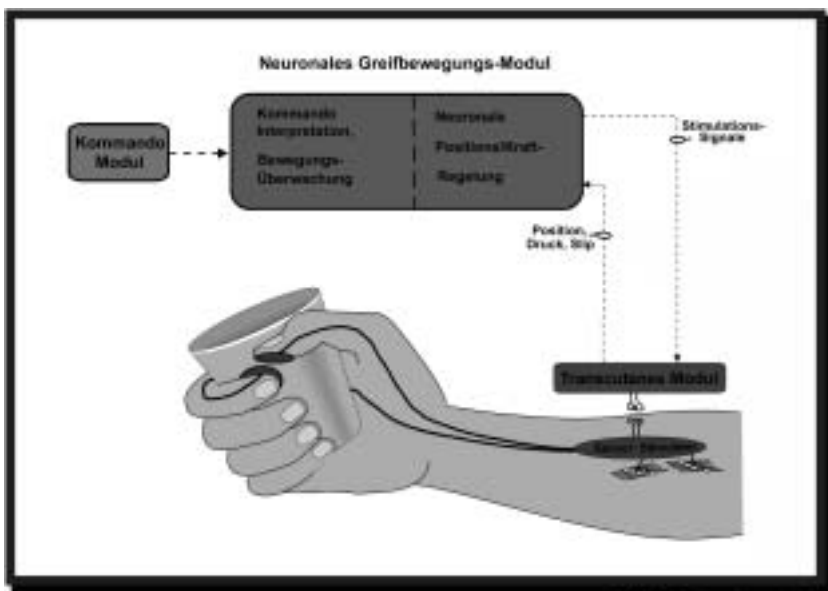 Neuronales Greifbewegungs-Modul
Kommando
Modul
Kommando
Interpretation,
Bewegungs-
Überwachung
Neuronale
Positions/Kraft-
Regelung
Stimulations-
Signale
Position,
Druck, Slip
Transcutanes Modul